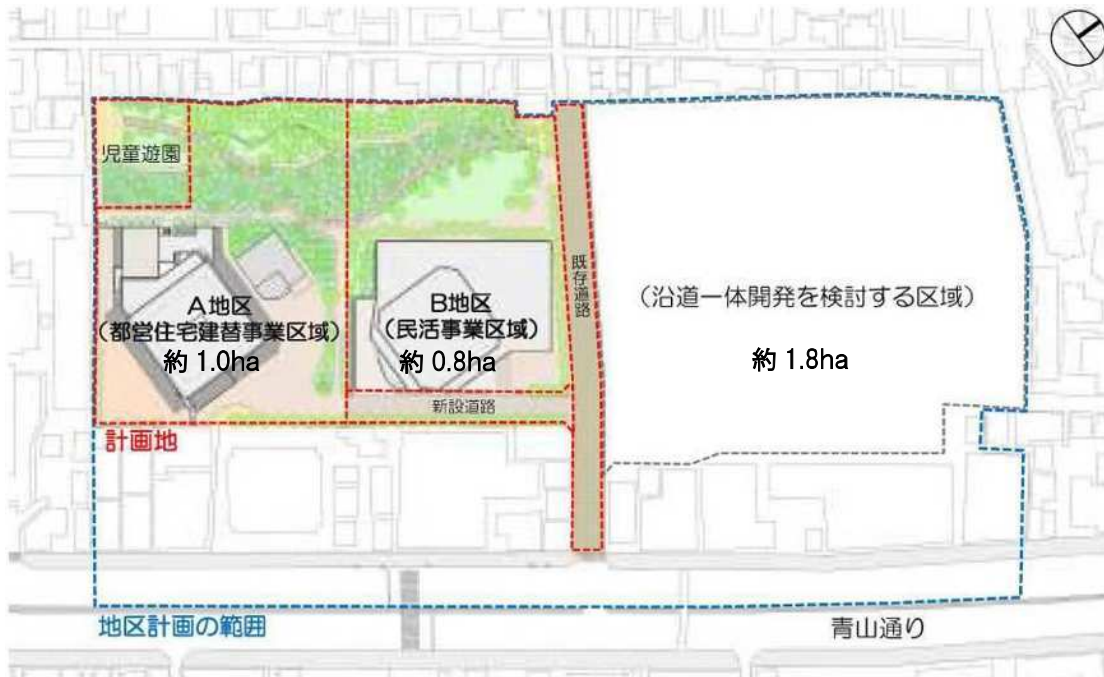 児童遊園
A地区
(都営住宅建替事業区域)
約 1.0ha
B地区
(民活事業区域)
約 0.8ha
既存道路
(沿道一体開発を検討する区域)
約 1.8ha
新設道路
計画地
地区計画の範囲
青山通り